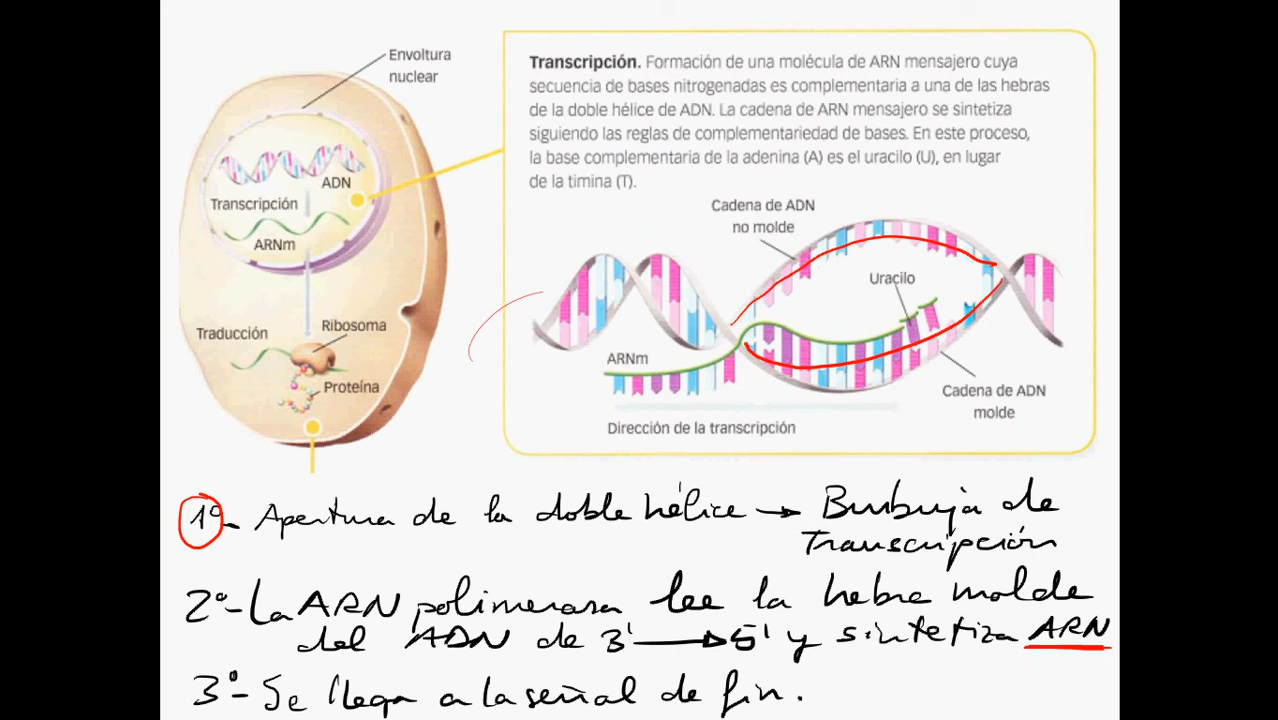 Envoltura
nuclear
ADN
Transcripción
ARNm
Traducción
Ribosoma
Proteína
Transcripción. Formación de una molécula de ARN mensajero cuya
secuencia de bases nitrogenadas es complementaria a una de las hebras
de la doble hélice de ADN. La cadena de ARN mensajero se sintetiza
siguiendo las reglas de complementariedad de bases. En este proceso,
la base complementaria de la adenina (A) es el uracilo (U), en lugar
de la timina (T).
Cadena de ADN
no molde
Uracilo
ARNm
Cadena de ADN
molde
Dirección de la transcripción
1º- Apertura de la doble hélice → Burbuja de
Transcripción
2º- La ARN polimerasa lee la hebra molde
del ADN de 3' → 5' y sintetiza ARN
3º- Se llega a la señal de fin.